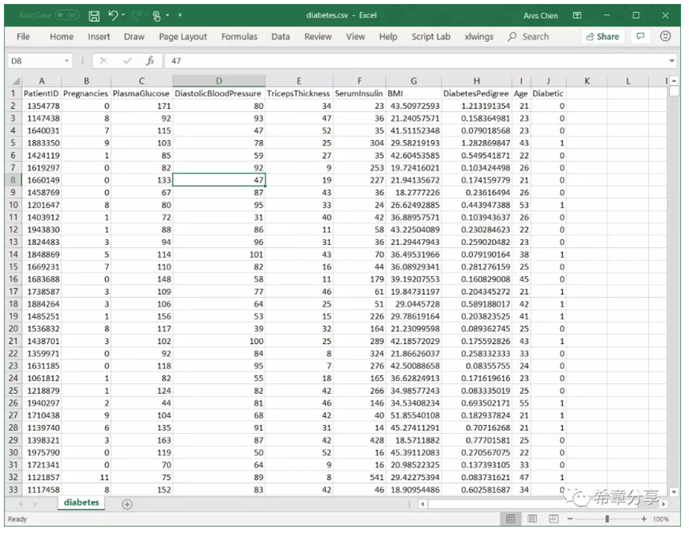 AutoSave Off diabetes.csv - Excel Ares Chen
File Home Insert Draw Page Layout Formulas Data Review View Help Script Lab xlwings Search Share
D8 fx 47
A B C D E F G H I J K L
1 PatientID Pregnancies PlasmaGlucose DiastolicBloodPressure TricepsThickness SerumInsulin BMI DiabetesPedigree Age Diabetic
2 1354778 0 171 80 34 23 43.50972593 1.213191354 21 0
3 1147438 8 92 93 47 36 21.24057571 0.158364981 23 0
4 1640031 7 115 47 52 35 41.51152348 0.079018568 23 0
5 1883350 9 103 78 25 304 29.58219193 1.282869847 43 1
6 1424119 1 85 59 27 35 42.60453585 0.549541871 22 0
7 1619297 0 82 92 9 253 19.72416021 0.103424498 26 0
8 1660149 0 133 47 19 227 21.94135672 0.174159779 21 0
9 1458769 0 67 87 43 36 18.2777226 0.23616494 26 0
10 1201647 8 80 95 33 24 26.62492885 0.443947388 53 1
11 1403912 1 72 31 40 42 36.88957571 0.103943637 26 0
12 1943830 1 88 86 11 58 43.22504089 0.230284623 22 0
13 1824483 3 94 96 31 36 21.29447943 0.259020482 23 0
14 1848869 5 114 101 43 70 36.49531966 0.079190164 38 1
15 1669231 7 110 82 16 44 36.08929341 0.281276159 25 0
16 1683688 0 148 58 11 179 39.19207553 0.160829008 45 0
17 1738587 3 109 77 46 61 19.84731197 0.204345272 21 1
18 1884264 3 106 64 25 51 29.0445728 0.589188017 42 1
19 1485251 1 156 53 15 226 29.78619164 0.203823525 41 1
20 1536832 8 117 39 32 164 21.23099598 0.089362745 25 0
21 1438701 3 102 100 25 289 42.18572029 0.175592826 43 1
22 1359971 0 92 84 8 324 21.86626037 0.258332333 33 0
23 1631185 0 118 95 7 276 42.50088658 0.08355755 24 0
24 1061812 1 82 55 18 165 36.62824913 0.171619616 23 0
25 1218879 1 124 82 42 266 34.98577243 0.083335019 25 0
26 1940297 2 44 81 46 146 34.53408234 0.693502171 55 1
27 1710438 9 104 68 42 40 51.85540108 0.182937824 21 1
28 1139740 6 135 91 31 14 45.27411291 0.70716268 21 1
29 1398321 3 163 87 42 428 18.5711882 0.77701581 25 0
30 1975790 0 119 50 52 16 45.39112083 0.270567075 22 0
31 1721341 0 70 64 9 16 20.98522325 0.137393105 33 0
32 1121857 11 75 89 8 541 29.42275394 0.083731621 47 1
33 1117458 8 152 83 42 46 18.90954486 0.602581687 34 0
希章分享
diabetes
Ready 100%